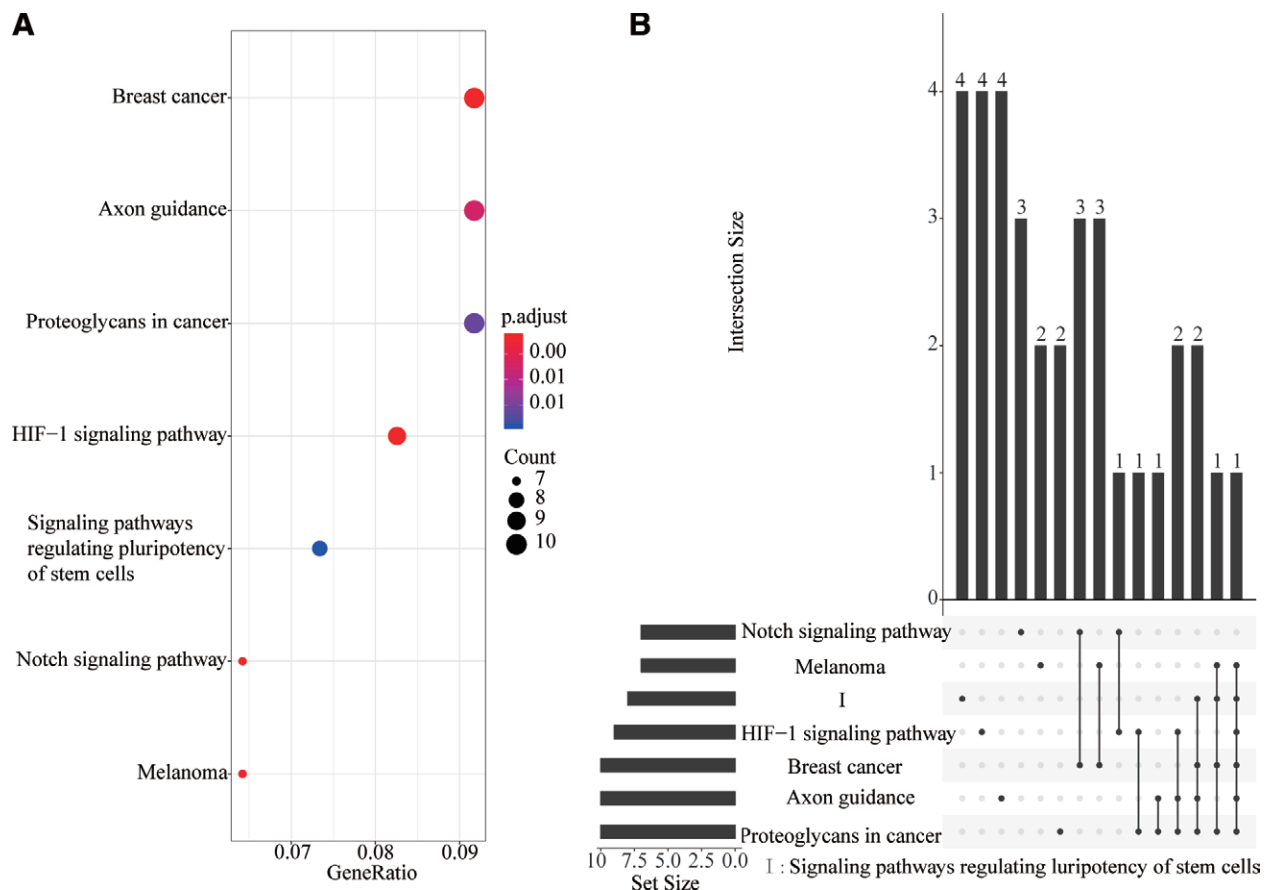 A
Breast cancer
Axon guidance
Proteoglycans in cancer
HIF−1 signaling pathway
Signaling pathways
regulating pluripotency
of stem cells
Notch signaling pathway
Melanoma
0.07 0.08 0.09
GeneRatio
p.adjust
0.00
0.01
0.01
Count
7
8
9
10
B
Intersection Size
4
3
2
1
0
4 4 4 3 2 2 3 3 1 1 1 2 2 1 1
Notch signaling pathway
Melanoma
I
HIF−1 signaling pathway
Breast cancer
Axon guidance
Proteoglycans in cancer
10 7.5 5.0 2.5 0.0
Set Size
I : Signaling pathways regulating luripotency of stem cells